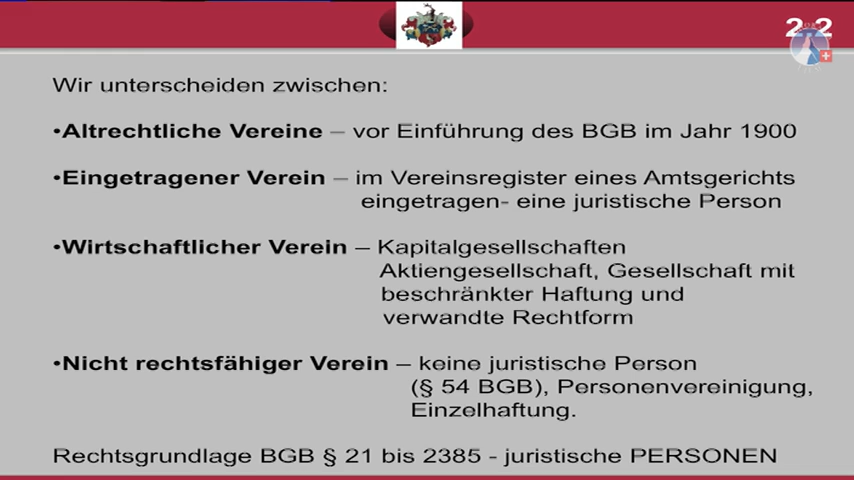 2.2
Wir unterscheiden zwischen:
•Altrechtliche Vereine – vor Einführung des BGB im Jahr 1900
•Eingetragener Verein – im Vereinsregister eines Amtsgerichts
eingetragen- eine juristische Person
•Wirtschaftlicher Verein – Kapitalgesellschaften
Aktiengesellschaft, Gesellschaft mit
beschränkter Haftung und
verwandte Rechtform
•Nicht rechtsfähiger Verein – keine juristische Person
(§ 54 BGB), Personenvereinigung,
Einzelhaftung.
Rechtsgrundlage BGB § 21 bis 2385 - juristische PERSONEN